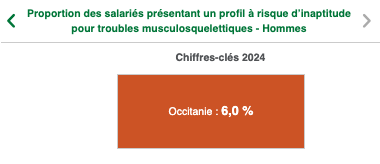 Proportion des salariés présentant un profil à risque d'inaptitude
pour troubles musculosquelettiques - Hommes
Chiffres-clés 2024
Occitanie : 6,0 %